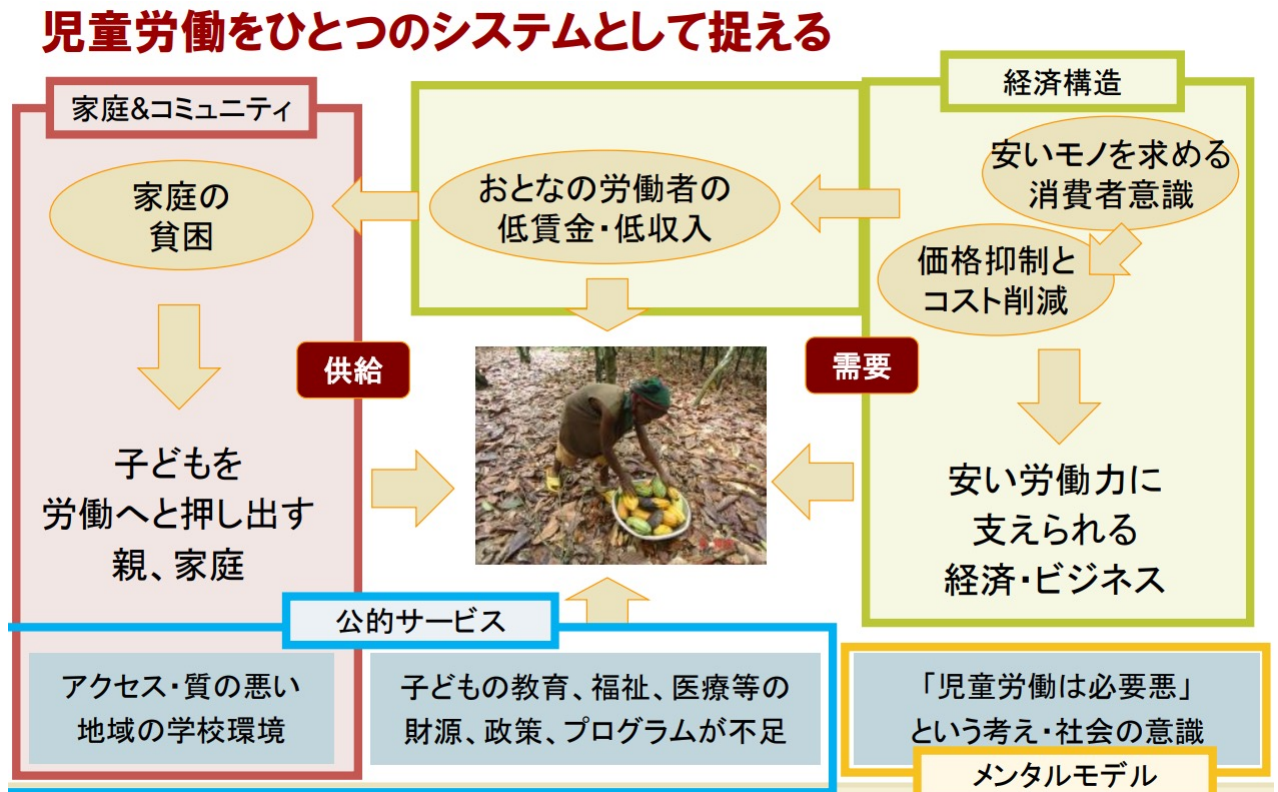 児童労働をひとつのシステムとして捉える
家庭&コミュニティ
家庭の
貧困
子どもを
労働へと押し出す
親、家庭
供給
おとなの労働者の
低賃金・低収入
需要
経済構造
安いモノを求める
消費者意識
価格抑制と
コスト削減
安い労働力に
支えられる
経済・ビジネス
公的サービス
アクセス・質の悪い
地域の学校環境
子どもの教育、福祉、医療等の
財源、政策、プログラムが不足
「児童労働は必要悪」
という考え・社会の意識
メンタルモデル